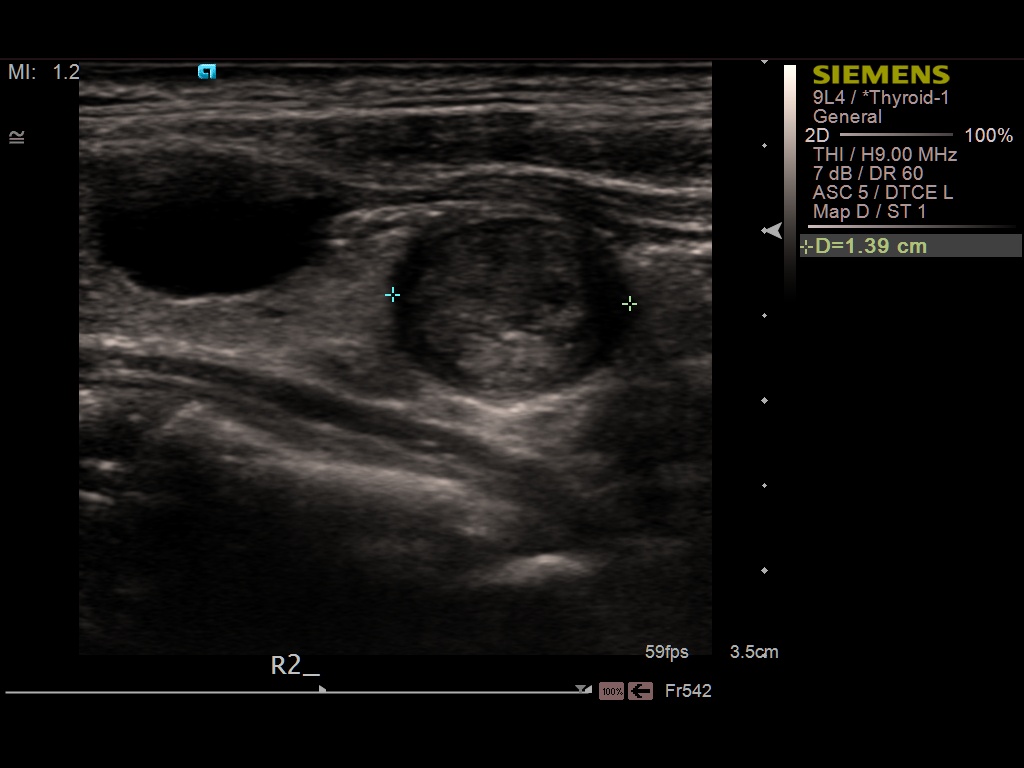 MI: 1.2
SIEMENS
9L4 / *Thyroid-1
General
2D 100%
THI / H9.00 MHz
7 dB / DR 60
ASC 5 / DTCE L
Map D / ST 1
D=1.39 cm
59fps 3.5cm
R2_
100% Fr542